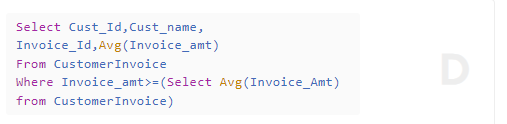 Select Cust_Id,Cust_name,
Invoice_Id,Avg(Invoice_amt)
From CustomerInvoice
Where Invoice_amt>=(Select Avg(Invoice_Amt)
from CustomerInvoice)
D